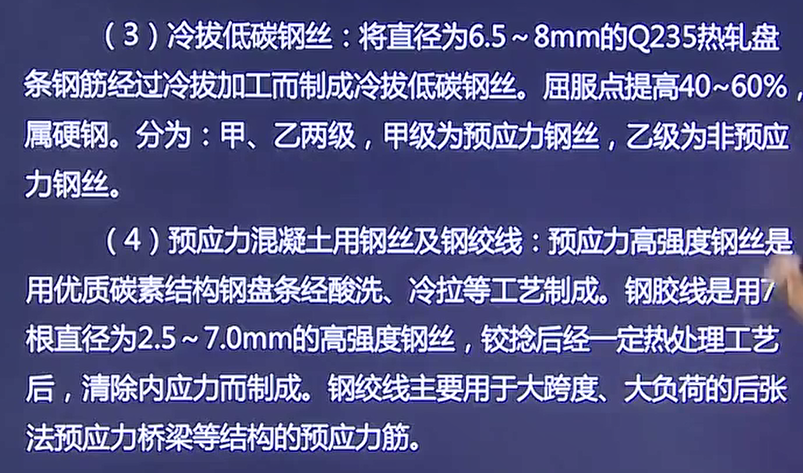 （3）冷拔低碳钢丝：将直径为6.5～8mm的Q235热轧盘
条钢筋经过冷拔加工而制成冷拔低碳钢丝。屈服点提高40~60%，
属硬钢。分为：甲、乙两级，甲级为预应力钢丝，乙级为非预应
力钢丝。
（4）预应力混凝土用钢丝及钢绞线：预应力高强度钢丝是
用优质碳素结构钢盘条经酸洗、冷拉等工艺制成。钢胶线是用7
根直径为2.5～7.0mm的高强度钢丝，铰捻后经一定热处理工艺
后，清除内应力而制成。钢绞线主要用于大跨度、大负荷的后张
法预应力桥梁等结构的预应力筋。